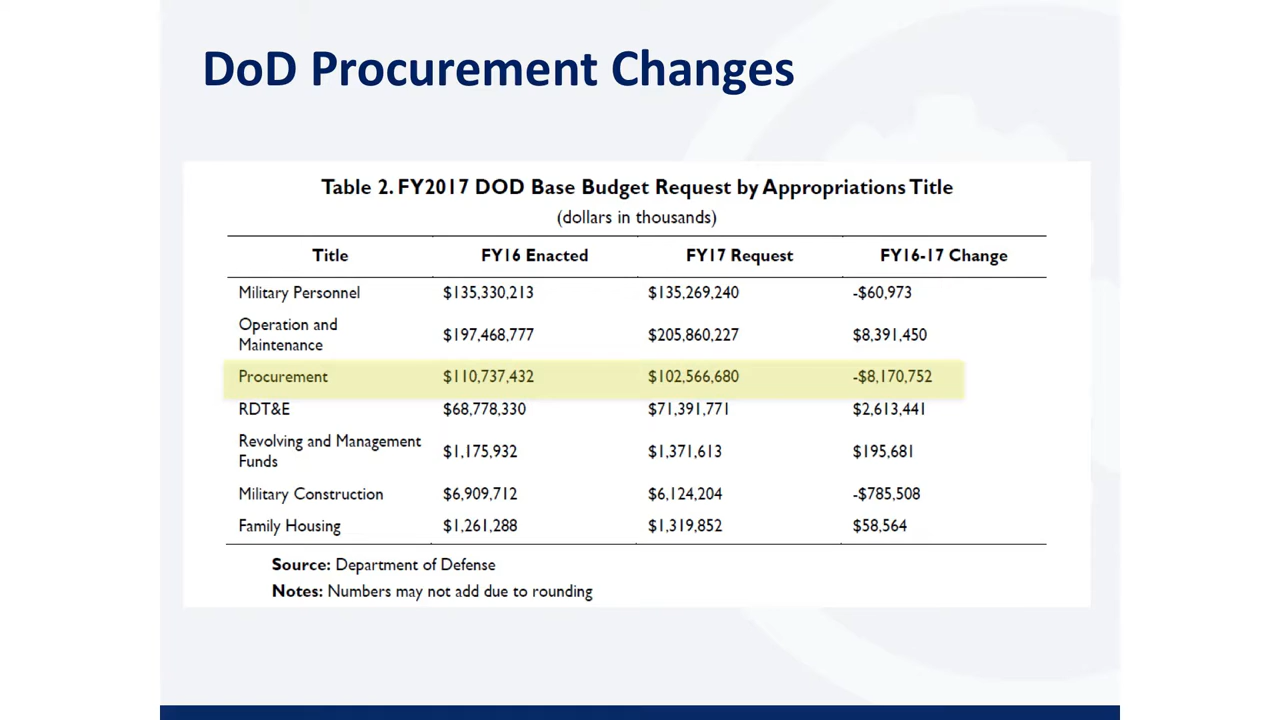 DoD Procurement Changes
Table 2. FY2017 DOD Base Budget Request by Appropriations Title
(dollars in thousands)
Title FY16 Enacted FY17 Request FY16-17 Change
Military Personnel $135,330,213 $135,269,240 -$60,973
Operation and
Maintenance $197,468,777 $205,860,227 $8,391,450
Procurement $110,737,432 $102,566,680 -$8,170,752
RDT&E $68,778,330 $71,391,771 $2,613,441
Revolving and Management
Funds $1,175,932 $1,371,613 $195,681
Military Construction $6,909,712 $6,124,204 -$785,508
Family Housing $1,261,288 $1,319,852 $58,564
Source: Department of Defense
Notes: Numbers may not add due to rounding